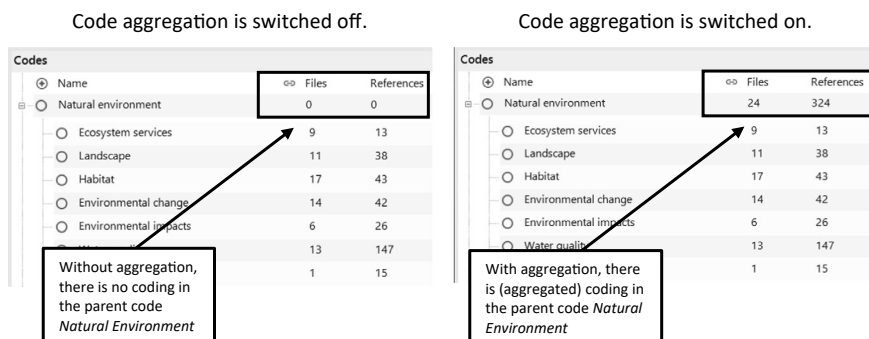 Code aggregation is switched off.
Codes
Name Files References
Natural environment 0 0
Ecosystem services 9 13
Landscape 11 38
Habitat 17 43
Environmental change 14 42
Environmental impacts 6 26
13 147
1 15
Without aggregation,
there is no coding in
the parent code
Natural Environment
Code aggregation is switched on.
Codes
Name Files References
Natural environment 24 324
Ecosystem services 9 13
Landscape 11 38
Habitat 17 43
Environmental change 14 42
Environmental impacts 6 26
Water quality 13 147
1 15
With aggregation, there
is (aggregated) coding in
the parent code Natural
Environment